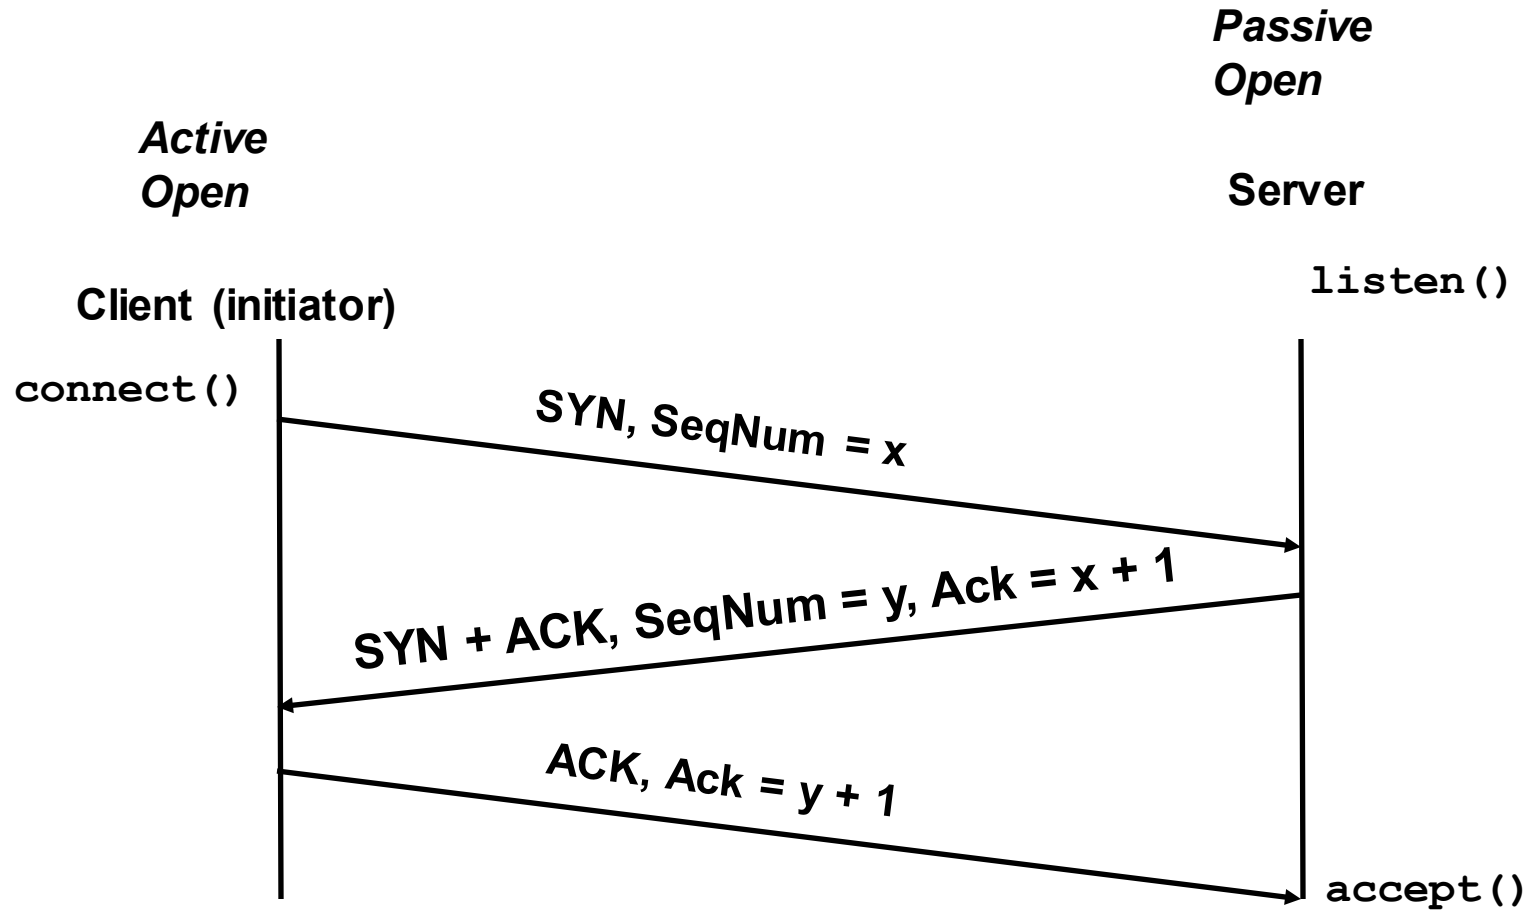 Passive
Open
Active
Open
Server
listen()
Client (initiator)
connect()
SYN, SeqNum = x
SYN + ACK, SeqNum = y, Ack = x + 1
ACK, Ack = y + 1
accept()